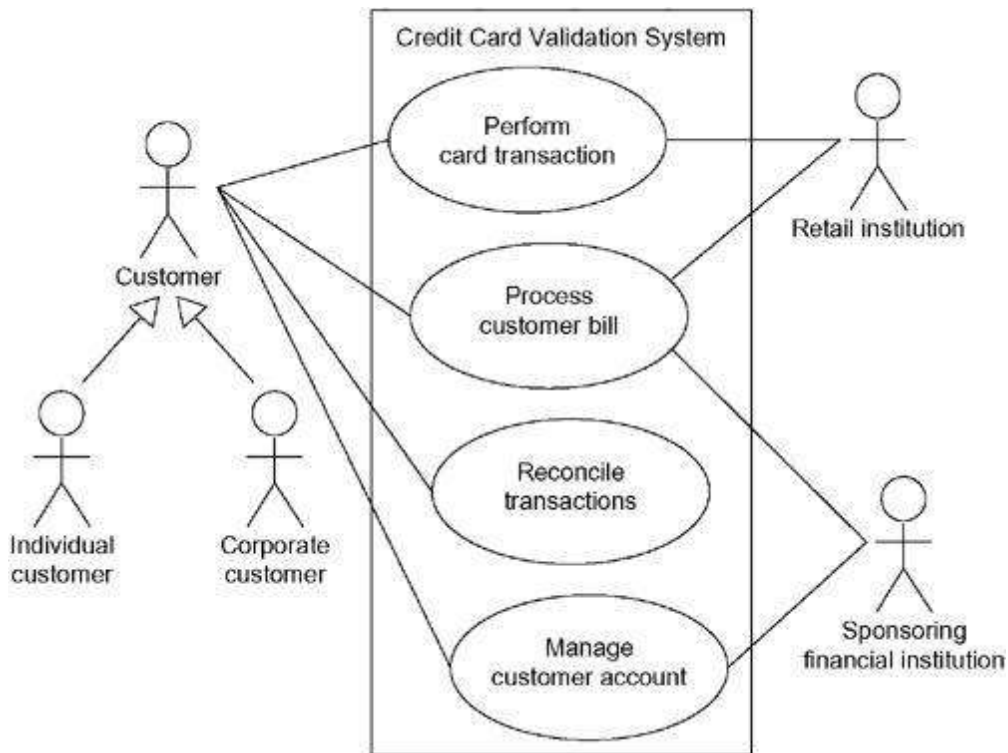 Credit Card Validation System
Perform
card transaction
Customer
Retail institution
Process
customer bill
Individual
customer
Corporate
customer
Reconcile
transactions
Sponsoring
financial institution
Manage
customer account